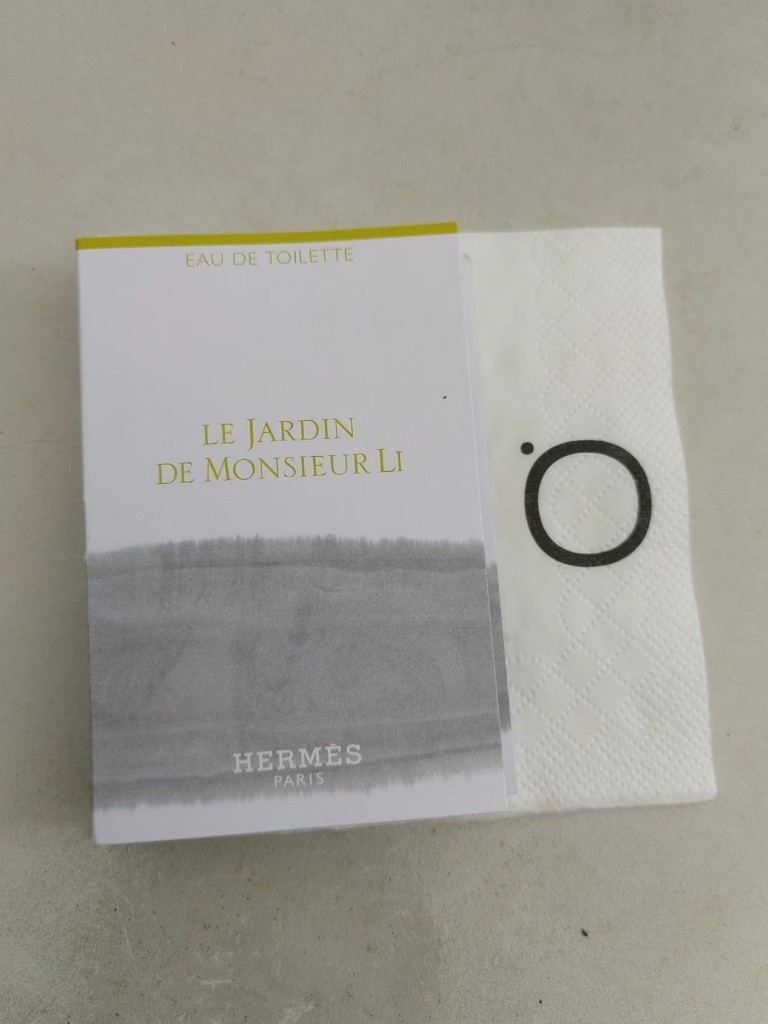 EAU DE TOILETTE
LE JARDIN
DE MONSIEUR LI
HERMÈS
PARIS